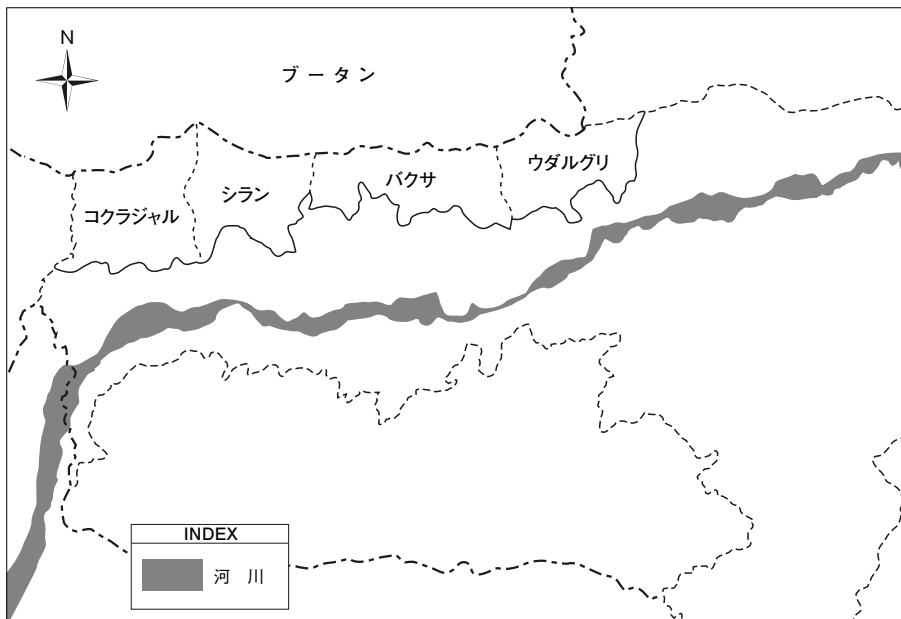 N
ブータン
ウダルグリ
バクサ
シラン
コクラジャル
INDEX
河 川